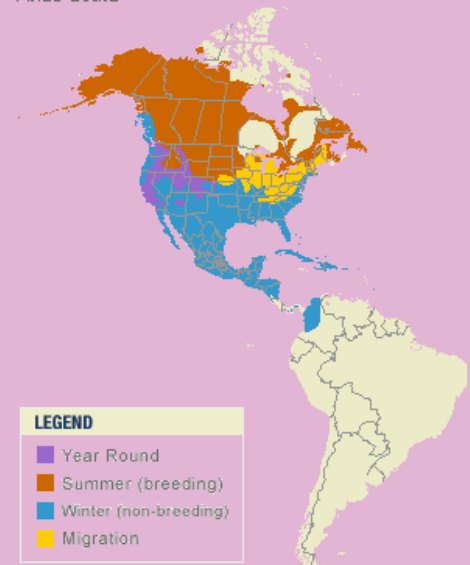 LEGEND
Year Round
Summer (breeding)
Winter (non-breeding)
Migration